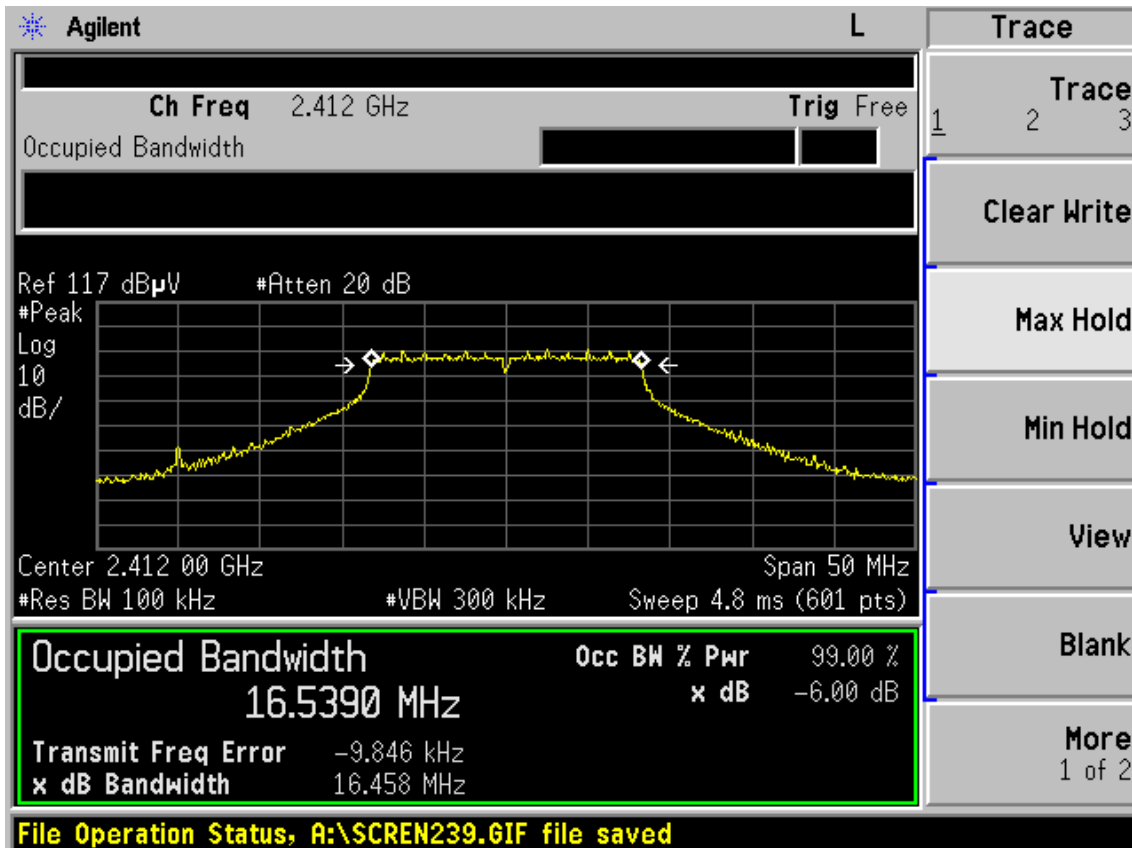 Agilent L Trace
Ch Freq 2.412 GHz Trig Free
Occupied Bandwidth
Trace
1 2 3
Clear Write
Max Hold
Min Hold
View
Blank
More
1 of 2
Ref 117 dBµV #Atten 20 dB
#Peak
Log
10
dB/
Center 2.412 00 GHz Span 50 MHz
#Res BW 100 kHz #VBW 300 kHz Sweep 4.8 ms (601 pts)
Occupied Bandwidth Occ BW % Pwr 99.00 %
16.5390 MHz x dB -6.00 dB
Transmit Freq Error -9.846 kHz
x dB Bandwidth 16.458 MHz
File Operation Status, A:\SCREN239.GIF file saved